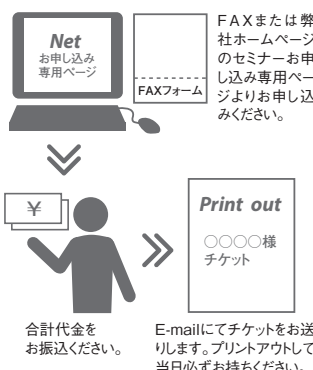 Net
お申し込み
専用ページ
FAXフォーム
FAXまたは弊
社ホームページ
のセミナーお申
し込み専用ペー
ジよりお申し込
みください。
¥
Print out
○○○○様
チケット
合計代金を
お振込ください。
E-mailにてチケットをお送
りします。プリントアウトして
当日必ずお持ちください。